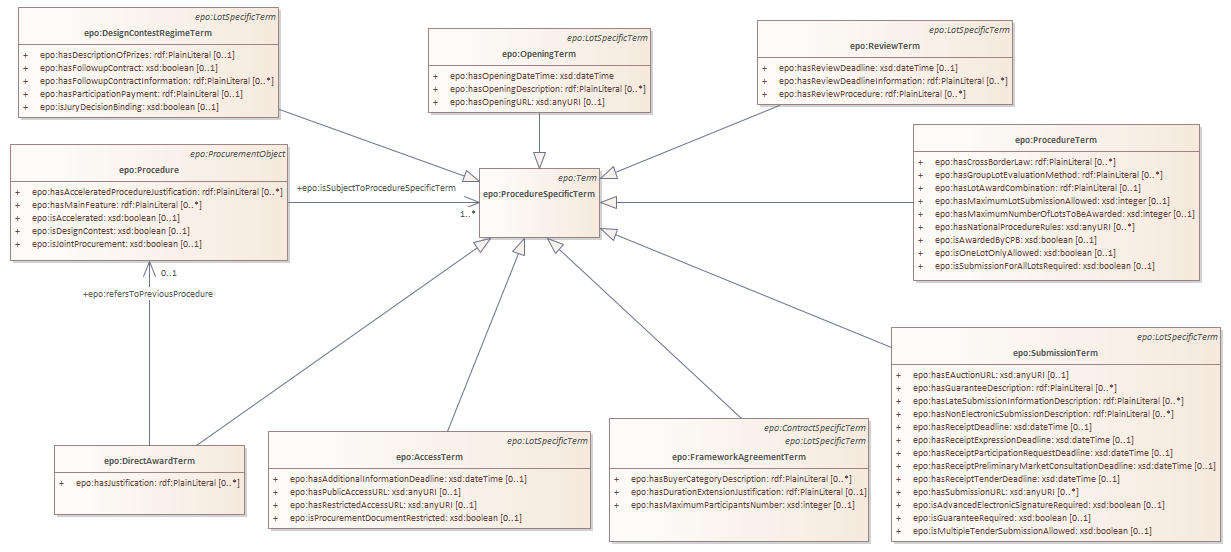 epo:LotSpecificTerm
epo:DesignContestRegimeTerm
+ epo:hasDescriptionOfPrizes: rdf:PlainLiteral [0..1]
+ epo:hasFollowupContract: xsd:boolean [0..1]
+ epo:hasFollowupContractInformation: rdf:PlainLiteral [0..*]
+ epo:hasParticipationPayment: rdf:PlainLiteral [0..1]
+ epo:isJuryDecisionBinding: xsd:boolean [0..1]
epo:LotSpecificTerm
epo:OpeningTerm
+ epo:hasOpeningDateTime: xsd:dateTime
+ epo:hasOpeningDescription: rdf:PlainLiteral [0..*]
+ epo:hasOpeningURL: xsd:anyURI [0..1]
epo:LotSpecificTerm
epo:ReviewTerm
+ epo:hasReviewDeadline: xsd:dateTime [0..1]
+ epo:hasReviewDeadlineInformation: rdf:PlainLiteral [0..*]
+ epo:hasReviewProcedure: rdf:PlainLiteral [0..*]
epo:ProcedureTerm
+ epo:hasCrossBorderLaw: rdf:PlainLiteral [0..*]
+ epo:hasGroupLotEvaluationMethod: rdf:PlainLiteral [0..*]
+ epo:hasLotAwardCombination: rdf:PlainLiteral [0..1]
+ epo:hasMaximumLotSubmissionAllowed: xsd:integer [0..1]
+ epo:hasMaximumNumberOfLotsToBeAwarded: xsd:integer [0..1]
+ epo:hasNationalProcedureRules: xsd:anyURI [0..*]
+ epo:isAwardedByCPB: xsd:boolean [0..1]
+ epo:isOneLotOnlyAllowed: xsd:boolean [0..1]
+ epo:isSubmissionForAllLotsRequired: xsd:boolean [0..1]
epo:ProcurementObject
epo:Procedure
+ epo:hasAcceleratedProcedureJustification: rdf:PlainLiteral [0..*]
+ epo:hasMainFeature: rdf:PlainLiteral [0..*]
+ epo:isAccelerated: xsd:boolean [0..1]
+ epo:isDesignContest: xsd:boolean [0..1]
+ epo:isJointProcurement: xsd:boolean [0..1]
+epo:isSubjectToProcedureSpecificTerm
1..*
epo:Term
epo:ProcedureSpecificTerm
0..1
+epo:refersToPreviousProcedure
epo:LotSpecificTerm
epo:SubmissionTerm
+ epo:hasEAuctionURL: xsd:anyURI [0..1]
+ epo:hasGuaranteeDescription: rdf:PlainLiteral [0..*]
+ epo:hasLateSubmissionInformationDescription: rdf:PlainLiteral [0..*]
+ epo:hasNonElectronicSubmissionDescription: rdf:PlainLiteral [0..*]
+ epo:hasReceiptDeadline: xsd:dateTime [0..1]
+ epo:hasReceiptExpressionDeadline: xsd:dateTime [0..1]
+ epo:hasReceiptParticipationRequestDeadline: xsd:dateTime [0..1]
+ epo:hasReceiptPreliminaryMarketConsultationDeadline: xsd:dateTime [0..1]
+ epo:hasReceiptTenderDeadline: xsd:dateTime [0..1]
+ epo:hasSubmissionURL: xsd:anyURI [0..*]
+ epo:isAdvancedElectronicSignatureRequired: xsd:boolean [0..1]
+ epo:isGuaranteeRequired: xsd:boolean [0..1]
+ epo:isMultipleTenderSubmissionAllowed: xsd:boolean [0..1]
epo:DirectAwardTerm
+ epo:hasJustification: rdf:PlainLiteral [0..*]
epo:LotSpecificTerm
epo:AccessTerm
+ epo:hasAdditionalInformationDeadline: xsd:dateTime [0..1]
+ epo:hasPublicAccessURL: xsd:anyURI [0..1]
+ epo:hasRestrictedAccessURL: xsd:anyURI [0..1]
+ epo:isProcurementDocumentRestricted: xsd:boolean [0..1]
epo:ContractSpecificTerm
epo:LotSpecificTerm
epo:FrameworkAgreementTerm
+ epo:hasBuyerCategoryDescription: rdf:PlainLiteral [0..*]
+ epo:hasDurationExtensionJustification: rdf:PlainLiteral [0..1]
+ epo:hasMaximumParticipantsNumber: xsd:integer [0..1]